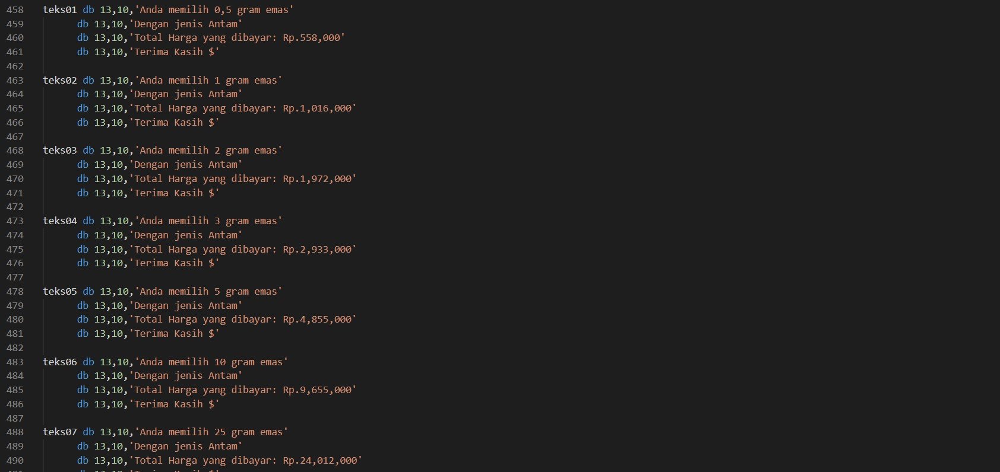 458 teks01 db 13,10,'Anda memilih 0,5 gram emas'
459 db 13,10,'Dengan jenis Antam'
460 db 13,10,'Total Harga yang dibayar: Rp.558,000'
461 db 13,10,'Terima Kasih $'
462
463 teks02 db 13,10,'Anda memilih 1 gram emas'
464 db 13,10,'Dengan jenis Antam'
465 db 13,10,'Total Harga yang dibayar: Rp.1,016,000'
466 db 13,10,'Terima Kasih $'
467
468 teks03 db 13,10,'Anda memilih 2 gram emas'
469 db 13,10,'Dengan jenis Antam'
470 db 13,10,'Total Harga yang dibayar: Rp.1,972,000'
471 db 13,10,'Terima Kasih $'
472
473 teks04 db 13,10,'Anda memilih 3 gram emas'
474 db 13,10,'Dengan jenis Antam'
475 db 13,10,'Total Harga yang dibayar: Rp.2,933,000'
476 db 13,10,'Terima Kasih $'
477
478 teks05 db 13,10,'Anda memilih 5 gram emas'
479 db 13,10,'Dengan jenis Antam'
480 db 13,10,'Total Harga yang dibayar: Rp.4,855,000'
481 db 13,10,'Terima Kasih $'
482
483 teks06 db 13,10,'Anda memilih 10 gram emas'
484 db 13,10,'Dengan jenis Antam'
485 db 13,10,'Total Harga yang dibayar: Rp.9,655,000'
486 db 13,10,'Terima Kasih $'
487
488 teks07 db 13,10,'Anda memilih 25 gram emas'
489 db 13,10,'Dengan jenis Antam'
490 db 13,10,'Total Harga yang dibayar: Rp.24,012,000'